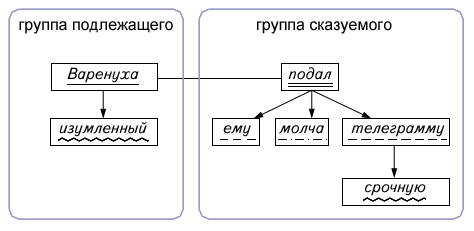 группа подлежащего группа сказуемого
Варенуха подал
изумленный ему молча телеграмму
срочную